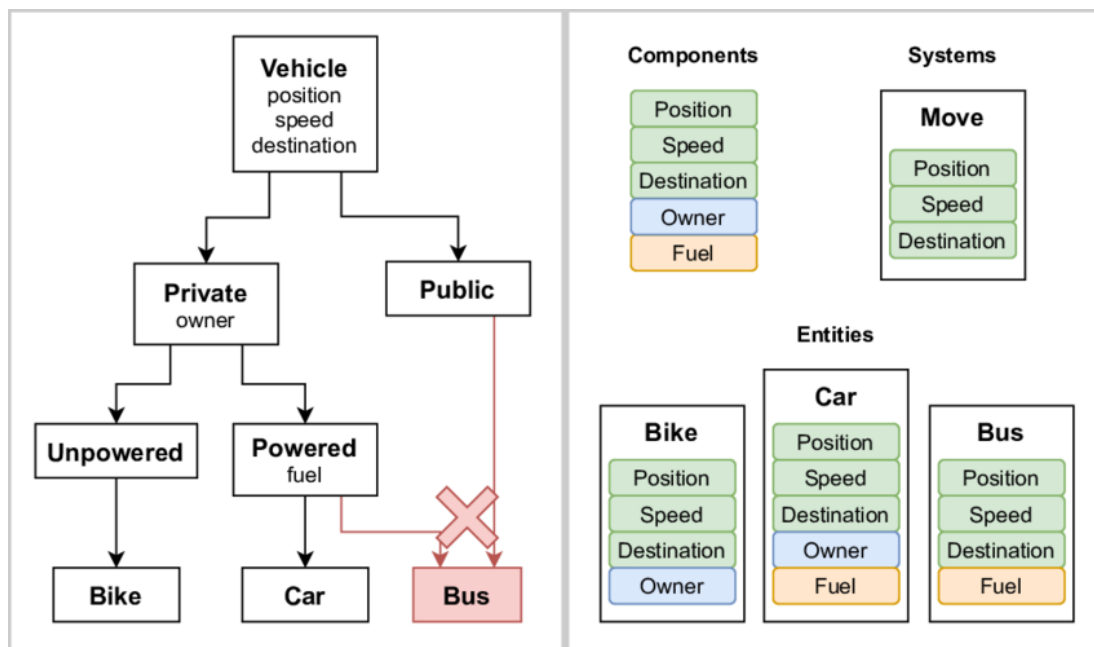 Vehicle
position
speed
destination
Private
owner
Public
Unpowered
Powered
fuel
Bike
Car
Bus
Components
Position
Speed
Destination
Owner
Fuel
Systems
Move
Position
Speed
Destination
Entities
Bike
Position
Speed
Destination
Owner
Car
Position
Speed
Destination
Owner
Fuel
Bus
Position
Speed
Destination
Fuel